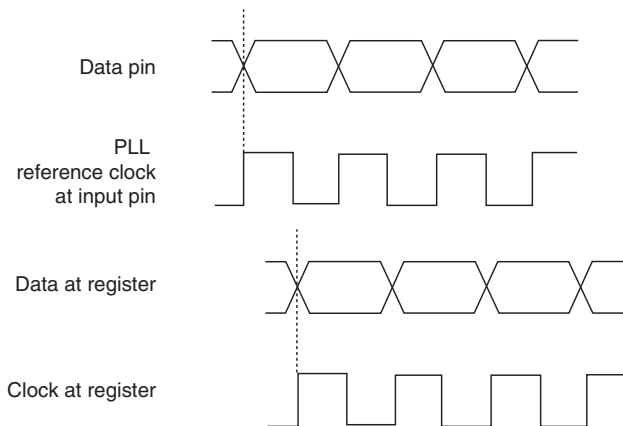 Data pin
PLL
reference clock
at input pin
Data at register
Clock at register